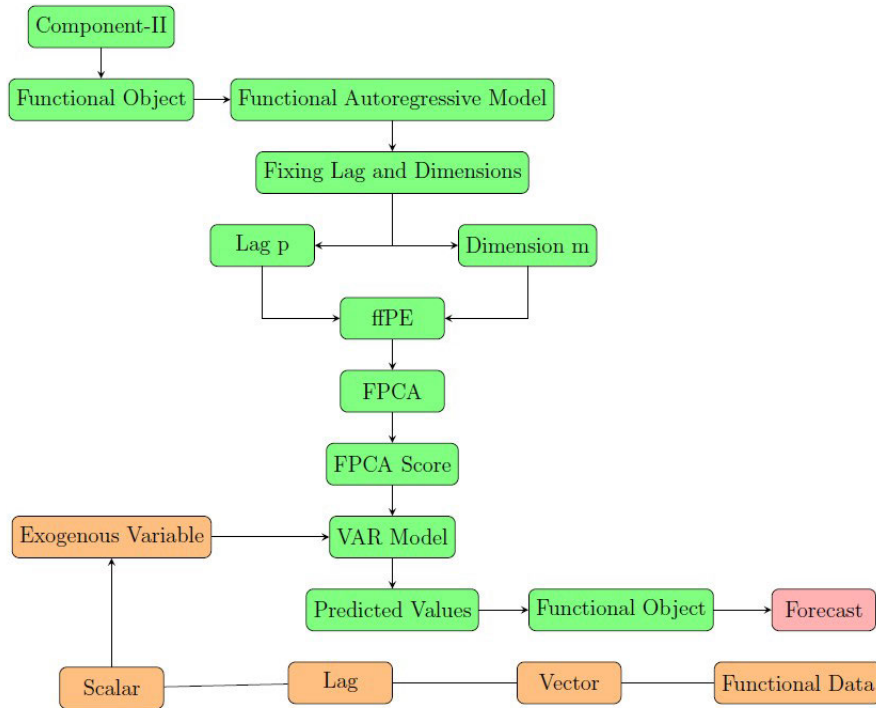 Component-II
Functional Object
Functional Autoregressive Model
Fixing Lag and Dimensions
Lag p
Dimension m
ffPE
FPCA
FPCA Score
Exogenous Variable
VAR Model
Predicted Values
Functional Object
Forecast
Scalar
Lag
Vector
Functional Data